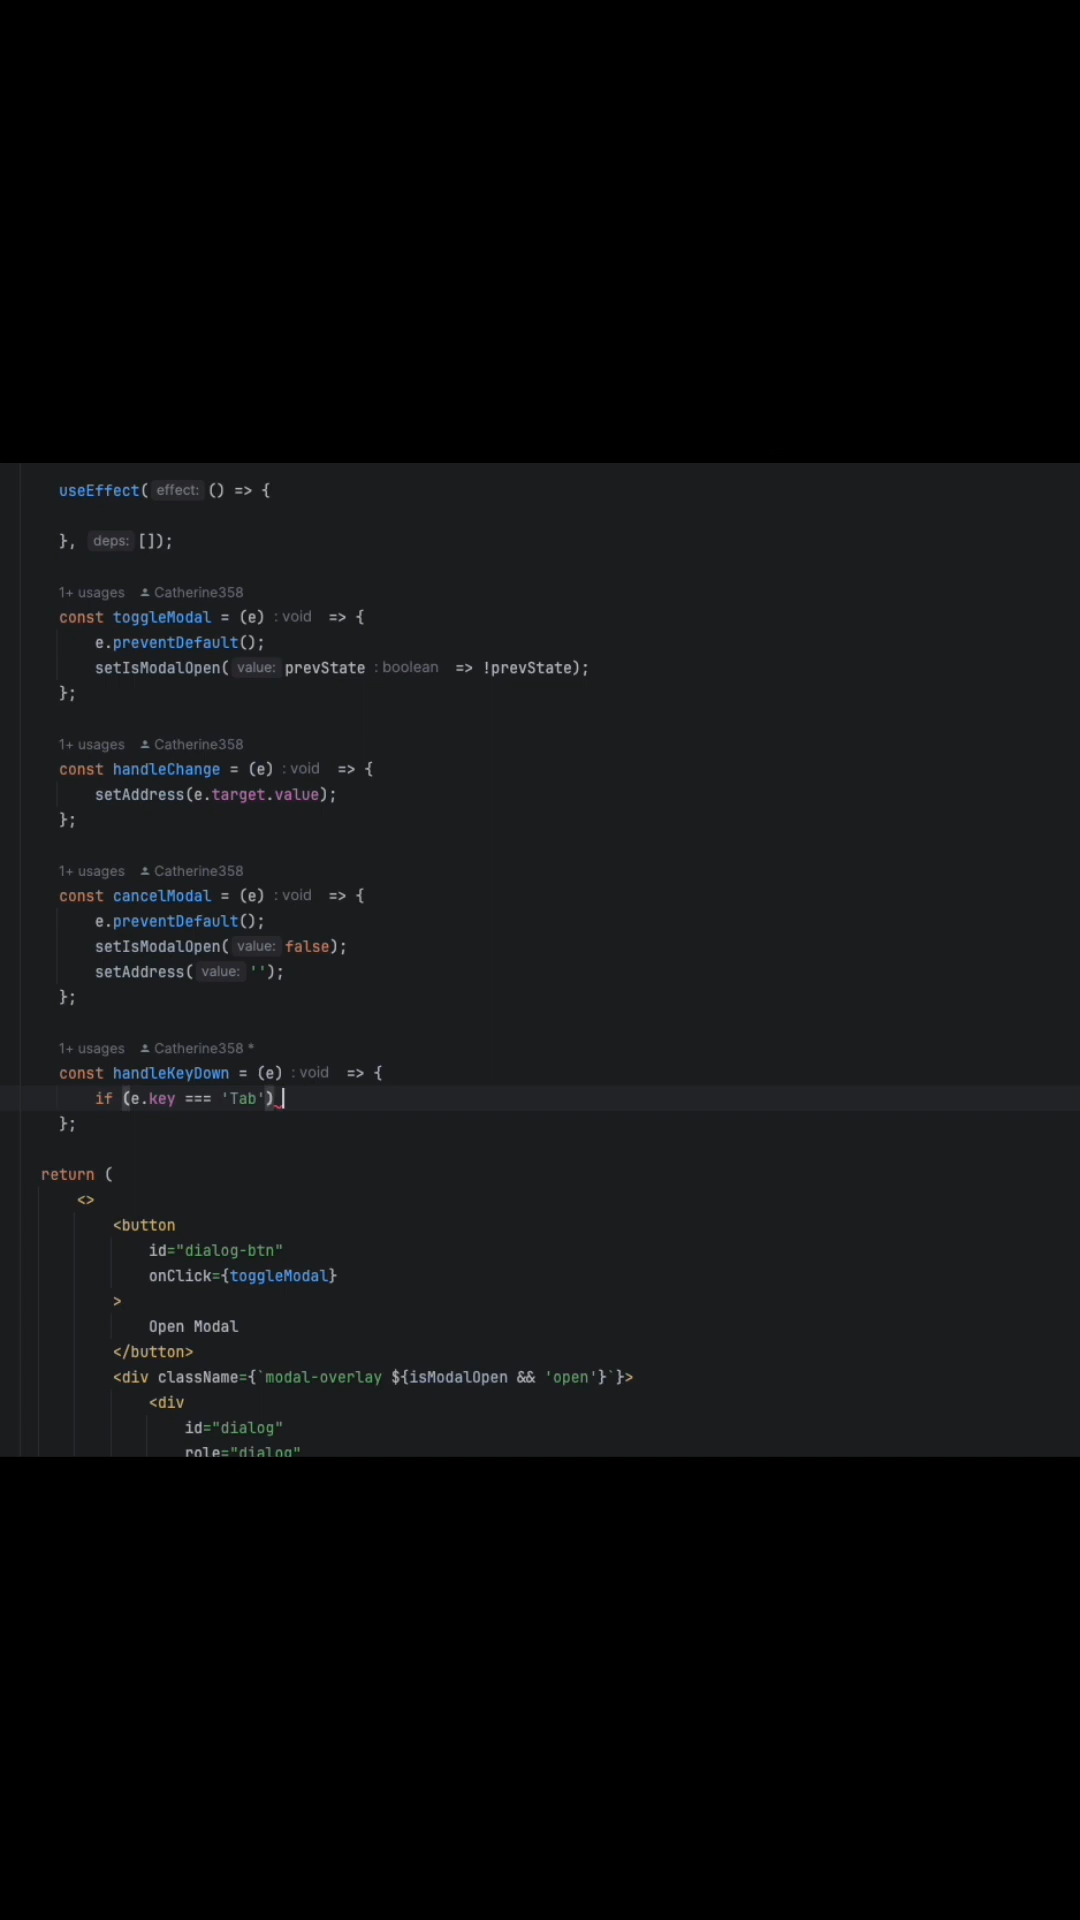 useEffect( effect: () => {
}, deps: []);
1+ usages Catherine358
const toggleModal = (e) : void => {
e.preventDefault();
setIsModalOpen( value: prevState : boolean => !prevState);
};
1+ usages Catherine358
const handleChange = (e) : void => {
setAddress(e.target.value);
};
1+ usages Catherine358
const cancelModal = (e) : void => {
e.preventDefault();
setIsModalOpen( value: false);
setAddress( value: '');
};
1+ usages Catherine358 *
const handleKeyDown = (e) : void => {
if (e.key === 'Tab')
};
return (
<>
<button
id="dialog-btn"
onClick={toggleModal}
>
Open Modal
</button>
<div className={`modal-overlay ${isModalOpen && 'open'}`}>
<div
id="dialog"
role="dialog"